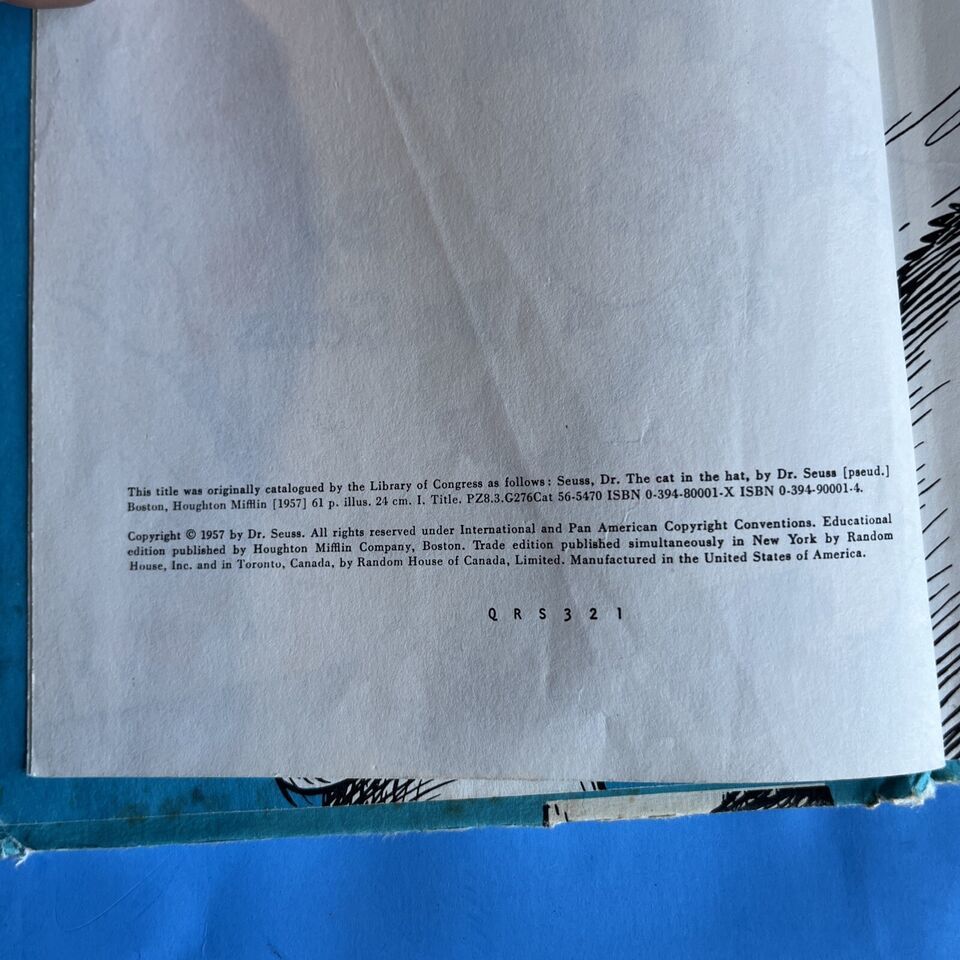 This title was originally catalogued by the Library of Congress as follows: Seuss, Dr. The cat in the hat, by Dr. Seuss [pseud.]
Boston, Houghton Mifflin [1957] 61 p. illus. 24 cm. I. Title. PZ8.3.G276Cat 56-5470 ISBN 0-394-80001-X ISBN 0-394-90001-4.
Copyright © 1957 by Dr. Seuss. All rights reserved under International and Pan American Copyright Conventions. Educational
edition published by Houghton Mifflin Company, Boston. Trade edition published simultaneously in New York by Random
House, Inc. and in Toronto, Canada, by Random House of Canada, Limited. Manufactured in the United States of America.
Q R S 3 2 1